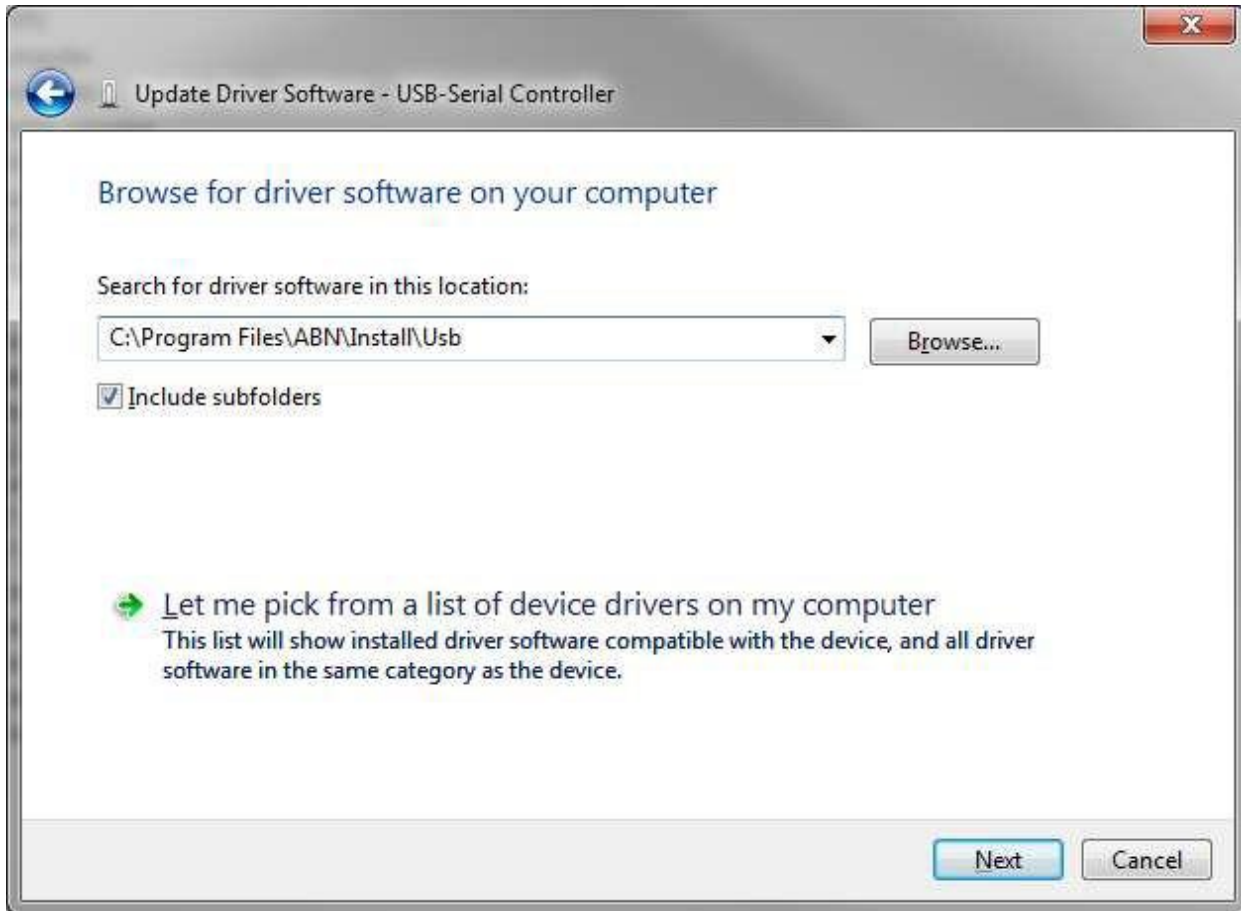 Update Driver Software - USB-Serial Controller
Browse for driver software on your computer
Search for driver software in this location:
C:\Program Files\ABN\Install\Usb
Browse...
Include subfolders
Let me pick from a list of device drivers on my computer
This list will show installed driver software compatible with the device, and all driver
software in the same category as the device.
Next
Cancel